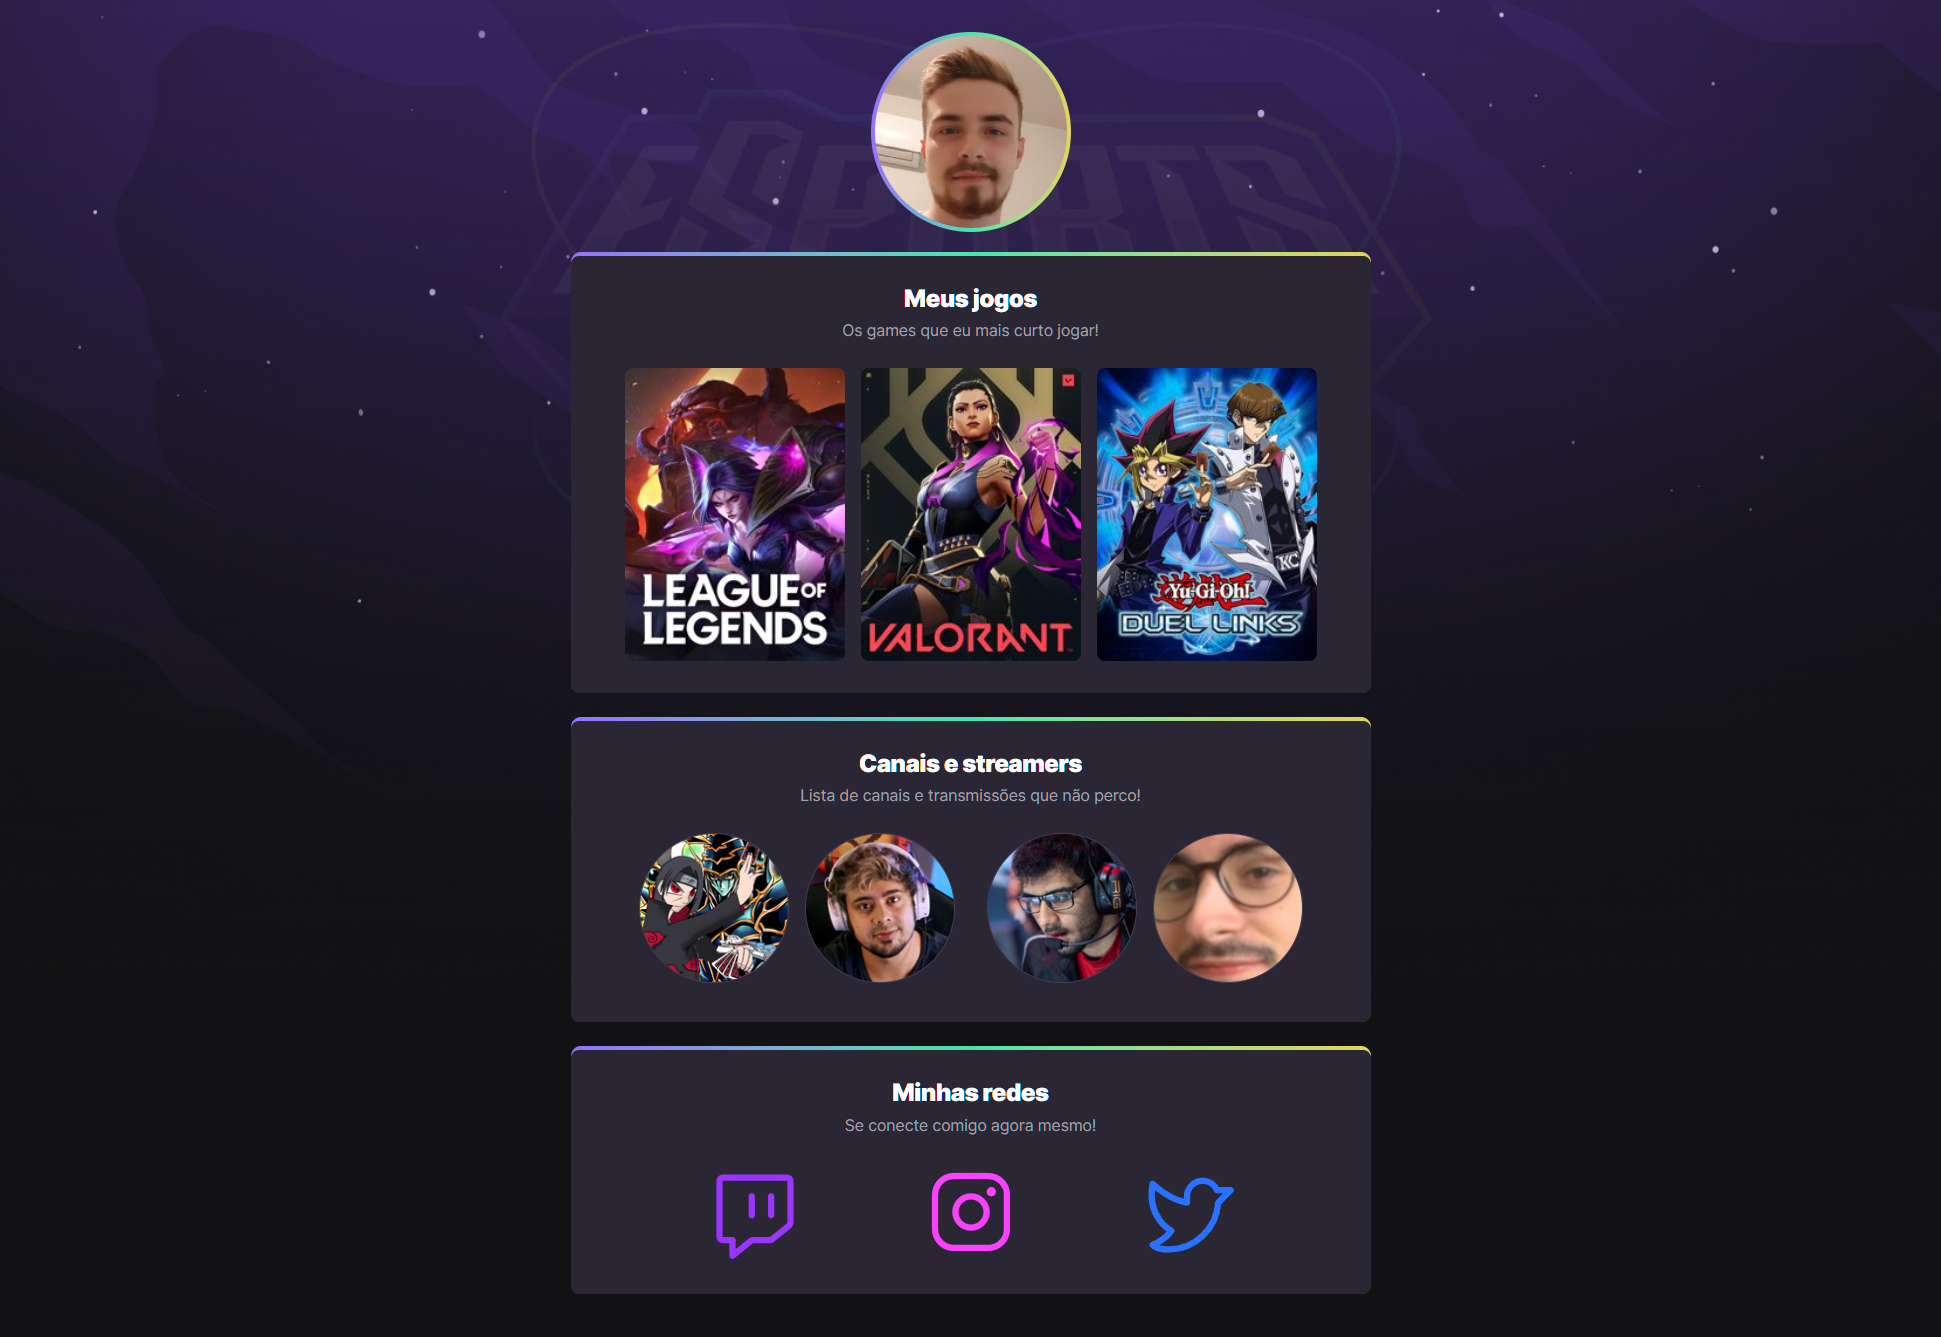 ESPORTS
Meus jogos
Os games que eu mais curto jogar!
LEAGUE OF
LEGENDS
VALORANT
KC
Yu-Gi-Oh!
DUEL LINKS
Canais e streamers
Lista de canais e transmissões que não perco!
Minhas redes
Se conecte comigo agora mesmo!